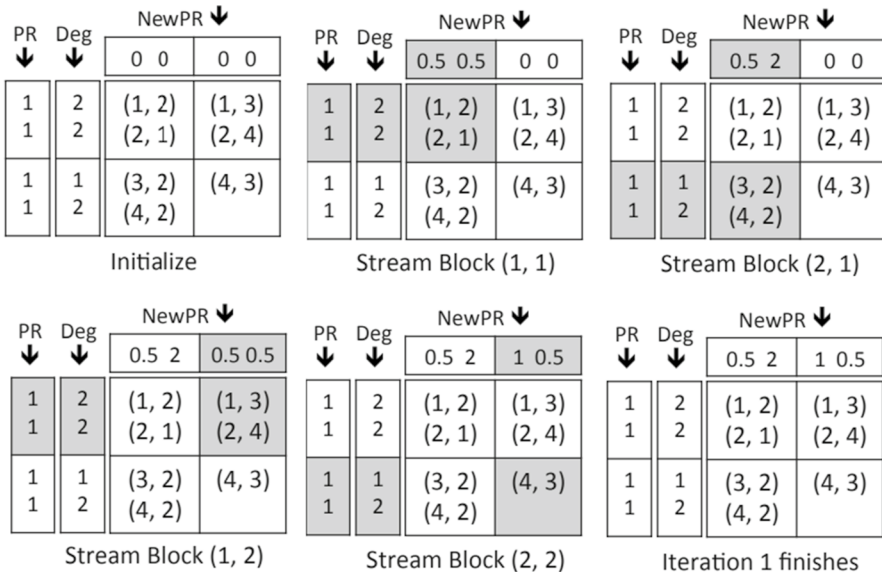 PR Deg NewPR
0 0 0 0
1 2 (1, 2) (1, 3)
1 2 (2, 1) (2, 4)
1 1 (3, 2) (4, 3)
1 2 (4, 2)
Initialize
PR Deg NewPR
0.5 0.5 0 0
1 2 (1, 2) (1, 3)
1 2 (2, 1) (2, 4)
1 1 (3, 2) (4, 3)
1 2 (4, 2)
Stream Block (1, 1)
PR Deg NewPR
0.5 2 0 0
1 2 (1, 2) (1, 3)
1 2 (2, 1) (2, 4)
1 1 (3, 2) (4, 3)
1 2 (4, 2)
Stream Block (2, 1)
PR Deg NewPR
0.5 2 0.5 0.5
1 2 (1, 2) (1, 3)
1 2 (2, 1) (2, 4)
1 1 (3, 2) (4, 3)
1 2 (4, 2)
Stream Block (1, 2)
PR Deg NewPR
0.5 2 1 0.5
1 2 (1, 2) (1, 3)
1 2 (2, 1) (2, 4)
1 1 (3, 2) (4, 3)
1 2 (4, 2)
Stream Block (2, 2)
PR Deg NewPR
0.5 2 1 0.5
1 2 (1, 2) (1, 3)
1 2 (2, 1) (2, 4)
1 1 (3, 2) (4, 3)
1 2 (4, 2)
Iteration 1 finishes